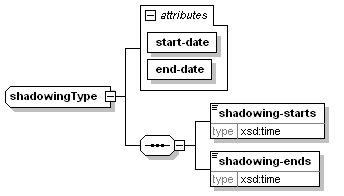 attributes
start-date
end-date
shadowingType
shadowing-starts
type xsd:time
shadowing-ends
type xsd:time